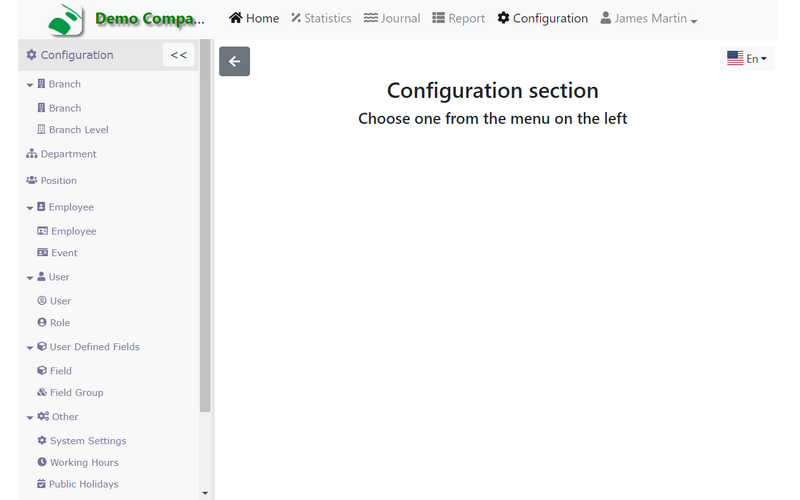 Demo Compa...
Home Statistics Journal Report Configuration James Martin
Configuration <<
En
Configuration section
Choose one from the menu on the left
Branch
Branch
Branch Level
Department
Position
Employee
Employee
Event
User
User
Role
User Defined Fields
Field
Field Group
Other
System Settings
Working Hours
Public Holidays